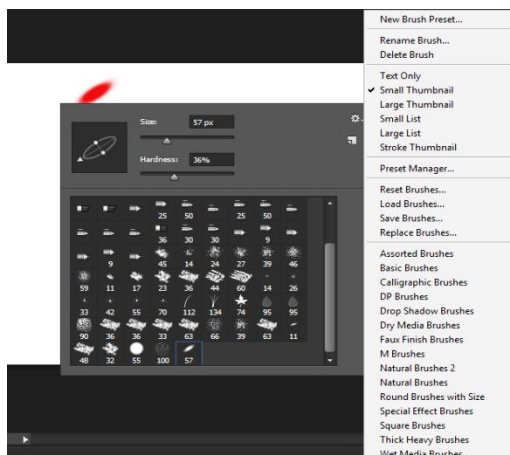 New Brush Preset...
Rename Brush...
Delete Brush
Text Only
Small Thumbnail
Large Thumbnail
Small List
Large List
Stroke Thumbnail
Preset Manager...
Reset Brushes...
Load Brushes...
Save Brushes...
Replace Brushes...
Assorted Brushes
Basic Brushes
Calligraphic Brushes
DP Brushes
Drop Shadow Brushes
Dry Media Brushes
Faux Finish Brushes
M Brushes
Natural Brushes 2
Natural Brushes
Round Brushes with Size
Special Effect Brushes
Square Brushes
Thick Heavy Brushes
Wet Media Brushes
Size: 57 px
Hardness: 36%
25 50 25 50
36 30 30 9
9 45 14 24 27 39 46
59 11 17 23 36 44 60 14 26
33 42 55 70 112 134 74 95 95
90 36 36 33 63 66 39 63 11
48 32 55 100 57